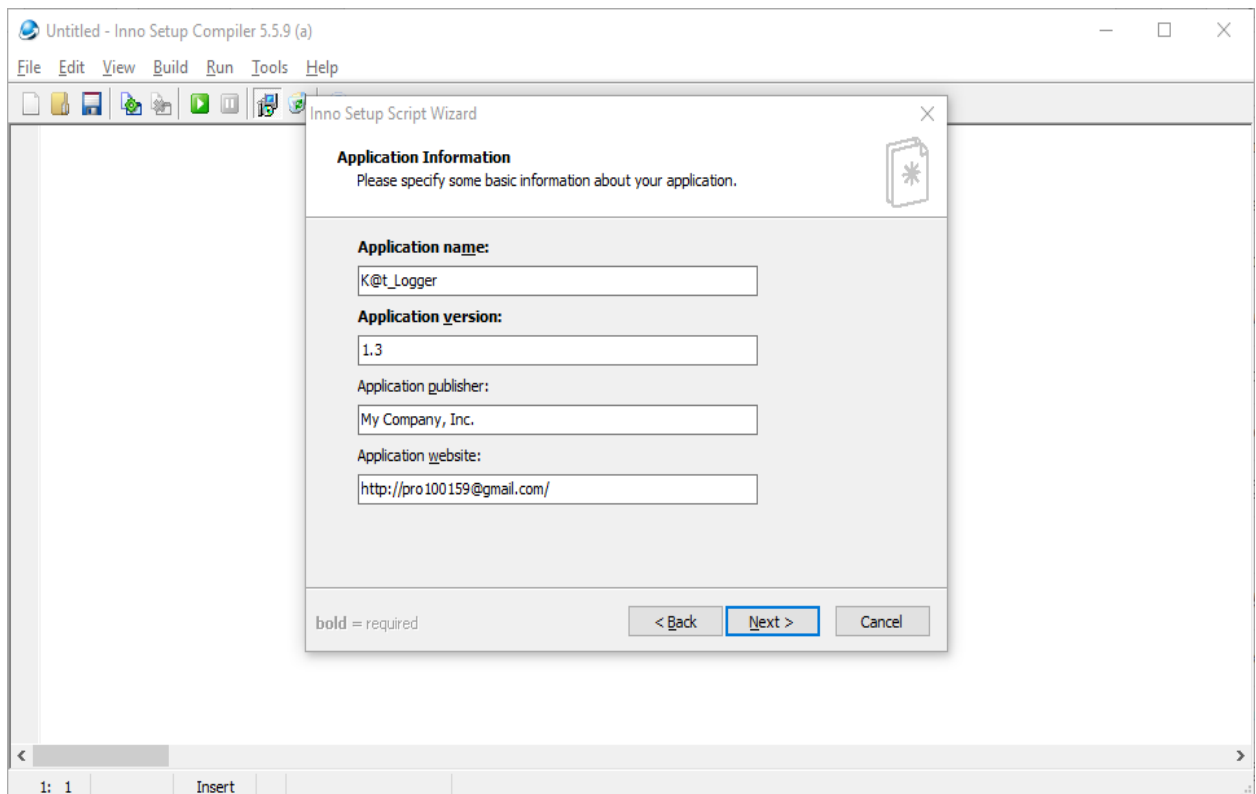 Untitled - Inno Setup Compiler 5.5.9 (a)
File Edit View Build Run Tools Help
Inno Setup Script Wizard
Application Information
Please specify some basic information about your application.
Application name:
K@t_Logger
Application version:
1.3
Application publisher:
My Company, Inc.
Application website:
http://pro100159@gmail.com/
bold = required
< Back Next > Cancel
1: 1 Insert